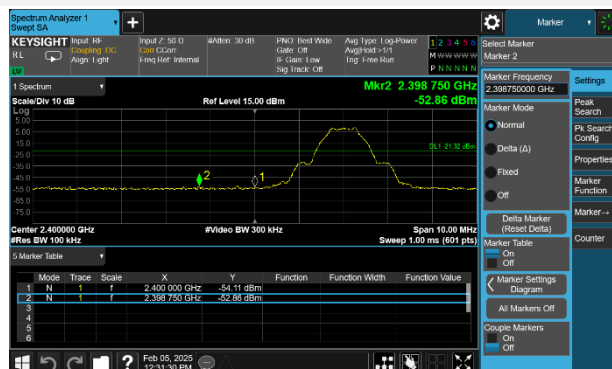 Spectrum Analyzer 1
Swept SA
Marker
KEYSIGHT Input: RF Input Z: 50 Ω #Atten: 30 dB PNO: Best Wide Avg Type: Log-Power 1 2 3 4 5 6
RL Coupling: DC Corr CCorr Gate: Off Avg|Hold:>1/1 M W W W W W
Align: Light Freq Ref: Internal IF Gain: Low Trig: Free Run P N N N N N
Sig Track: Off
LV
Select Marker
Marker 2
1 Spectrum
Mkr2 2.398 750 GHz
Scale/Div 10 dB Ref Level 15.00 dBm -52.86 dBm
Log
5.00
-5.00
-15.0
DL1 -21.32 dBm
-25.0
-35.0
-45.0
-55.0
-65.0
-75.0
2
1
Center 2.400000 GHz #Video BW 300 kHz Span 10.00 MHz
#Res BW 100 kHz Sweep 1.00 ms (601 pts)
5 Marker Table
Mode Trace Scale X Y Function Function Width Function Value
1 N 1 f 2.400 000 GHz -54.11 dBm
2 N 1 f 2.398 750 GHz -52.86 dBm
3
4
5
6
Marker Frequency
2.398750000 GHz
Marker Mode
Normal
Delta (Δ)
Fixed
Off
Delta Marker
(Reset Delta)
Marker Table
On
Off
Marker Settings
Diagram
All Markers Off
Couple Markers
On
Off
Settings
Peak
Search
Pk Search
Config
Properties
Marker
Function
Marker→
Counter
Feb 05, 2025
12:31:30 PM